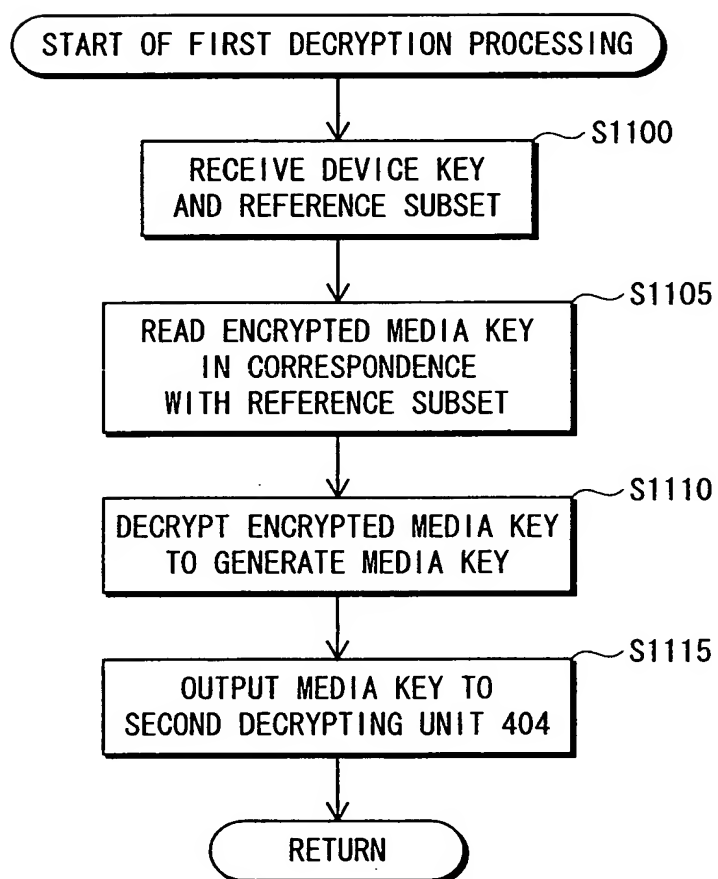 START OF FIRST DECRYPTION PROCESSING
S1100
RECEIVE DEVICE KEY
AND REFERENCE SUBSET
S1105
READ ENCRYPTED MEDIA KEY
IN CORRESPONDENCE
WITH REFERENCE SUBSET
S1110
DECRYPT ENCRYPTED MEDIA KEY
TO GENERATE MEDIA KEY
S1115
OUTPUT MEDIA KEY TO
SECOND DECRYPTING UNIT 404
RETURN